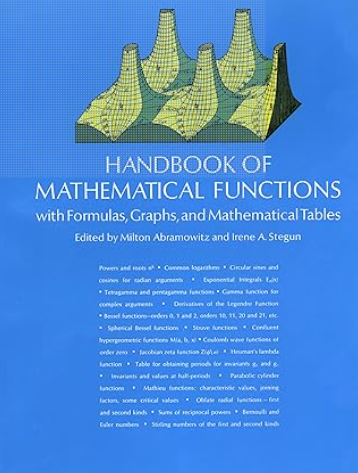 HANDBOOK OF
MATHEMATICAL FUNCTIONS
with Formulas, Graphs, and Mathematical Tables
Edited by Milton Abramowitz and Irene A. Stegun
Powers and roots nᵏ • Common logarithms • Circular sines and
cosines for radian arguments • Exponential Integrals Eₙ(x)
• Tetragamma and pentagamma functions • Gamma function for
complex arguments • Derivatives of the Legendre Function
• Bessel functions—orders 0, 1 and 2, orders 10, 11, 20 and 21, etc.
• Spherical Bessel functions • Struve functions • Confluent
hypergeometric functions M(a, b, x) • Coulomb wave functions of
order zero • Jacobian zeta function • Heuman's lambda
function • Table for obtaining periods for invariants g₂ and g₃
• Invariants and values at half-periods • Parabolic cylinder
functions • Mathieu functions: characteristic values, joining
factors, some critical values • Oblate radial functions—first
and second kinds • Sums of reciprocal powers • Bernoulli and
Euler numbers • Stirling numbers of the first and second kinds